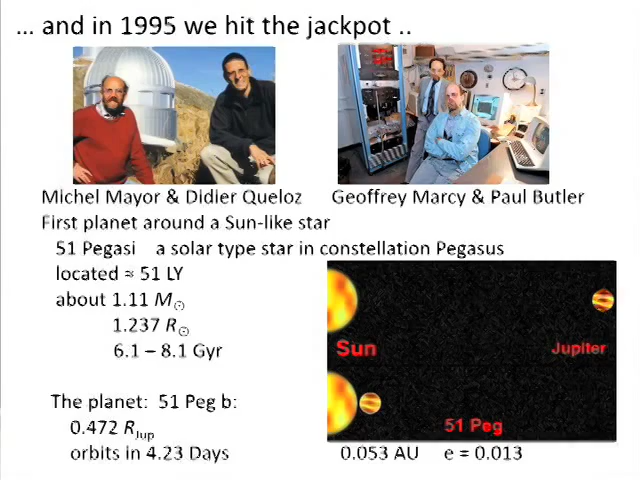 ... and in 1995 we hit the jackpot ..
Michel Mayor & Didier Queloz
Geoffrey Marcy & Paul Butler
First planet around a Sun-like star
51 Pegasi a solar type star in constellation Pegasus
located ≈ 51 LY
about 1.11 M☉
1.237 R☉
6.1 – 8.1 Gyr
Sun
Jupiter
The planet: 51 Peg b:
0.472 RJup
51 Peg
orbits in 4.23 Days
0.053 AU e = 0.013